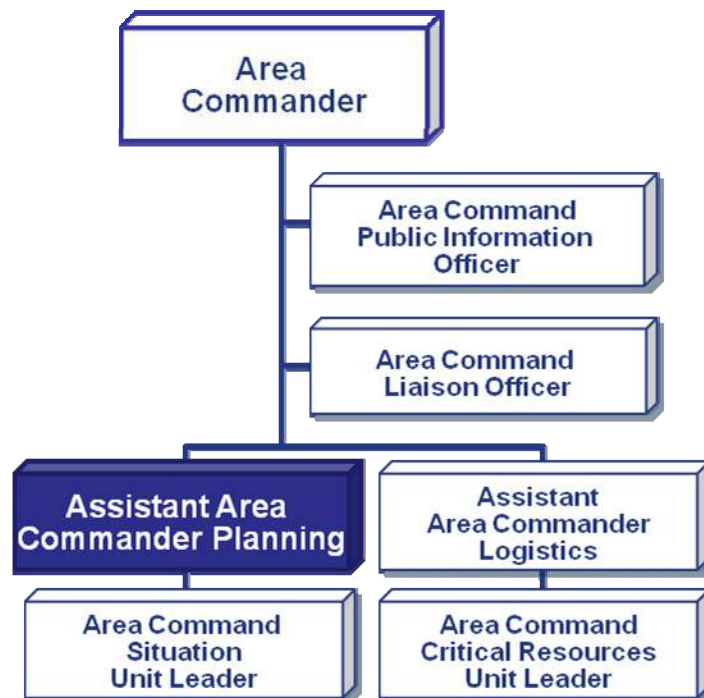 Area
Commander
Area Command
Public Information
Officer
Area Command
Liaison Officer
Assistant Area
Commander Planning
Assistant
Area Commander
Logistics
Area Command
Situation
Unit Leader
Area Command
Critical Resources
Unit Leader